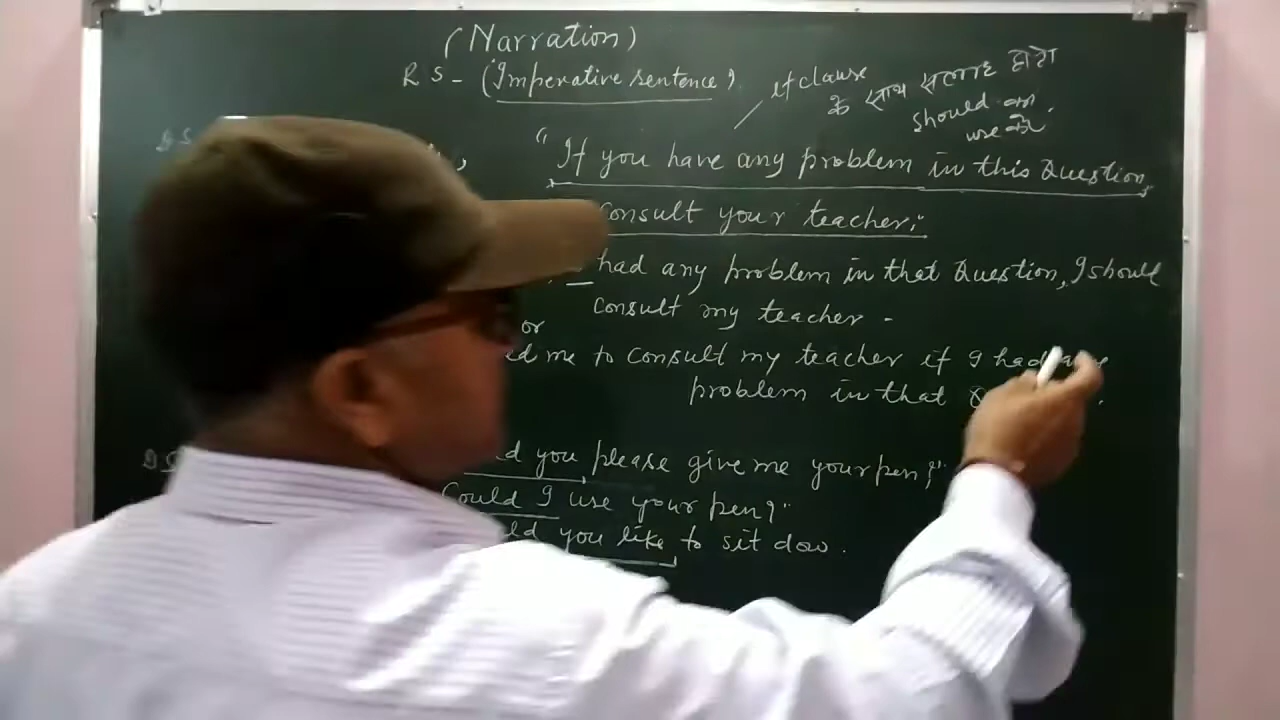 (Narration)
R S - (Imperative sentence)
if clause
के साथ सलाह होतो
should का
use करे.
"If you have any problem in this Question,
consult your teacher."
had any problem in that Question, I should
consult my teacher -
or
me to consult my teacher if I had any
problem in that
you please give me your pen?"
Could I use your pen?"
you like to sit dow.